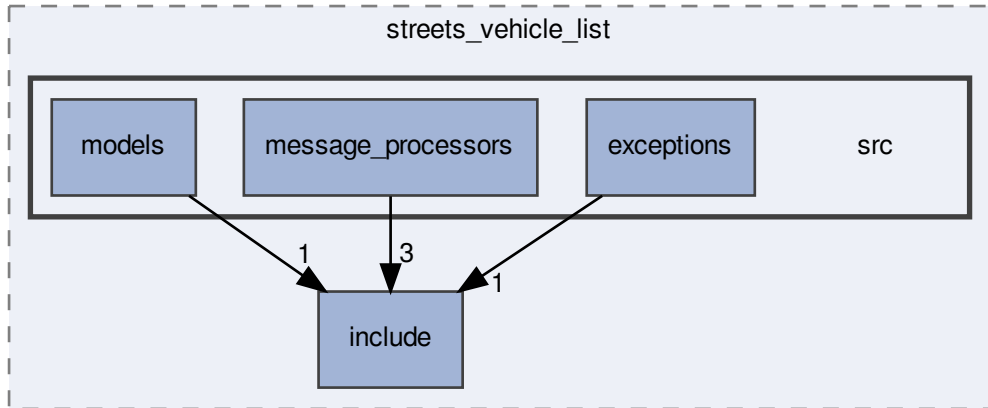 streets_vehicle_list
models
message_processors
exceptions
src
1
3
1
include